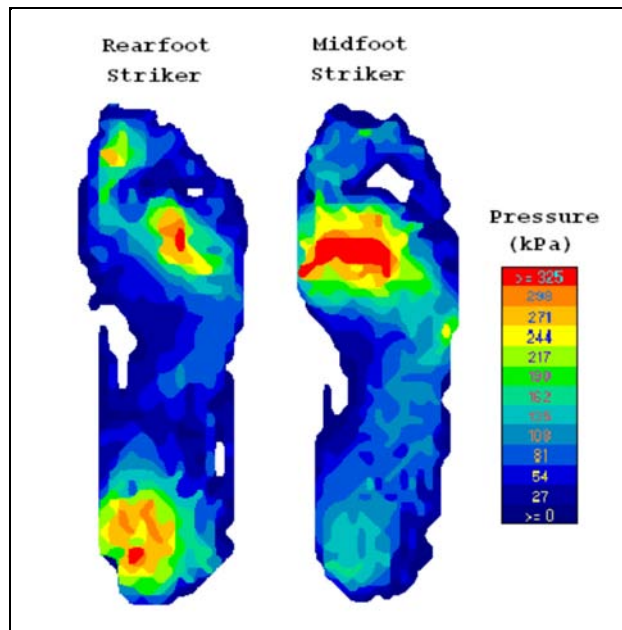 Rearfoot
Striker
Midfoot
Striker
Pressure
(kPa)
>= 325
298
271
244
217
190
162
135
108
81
54
27
>= 0